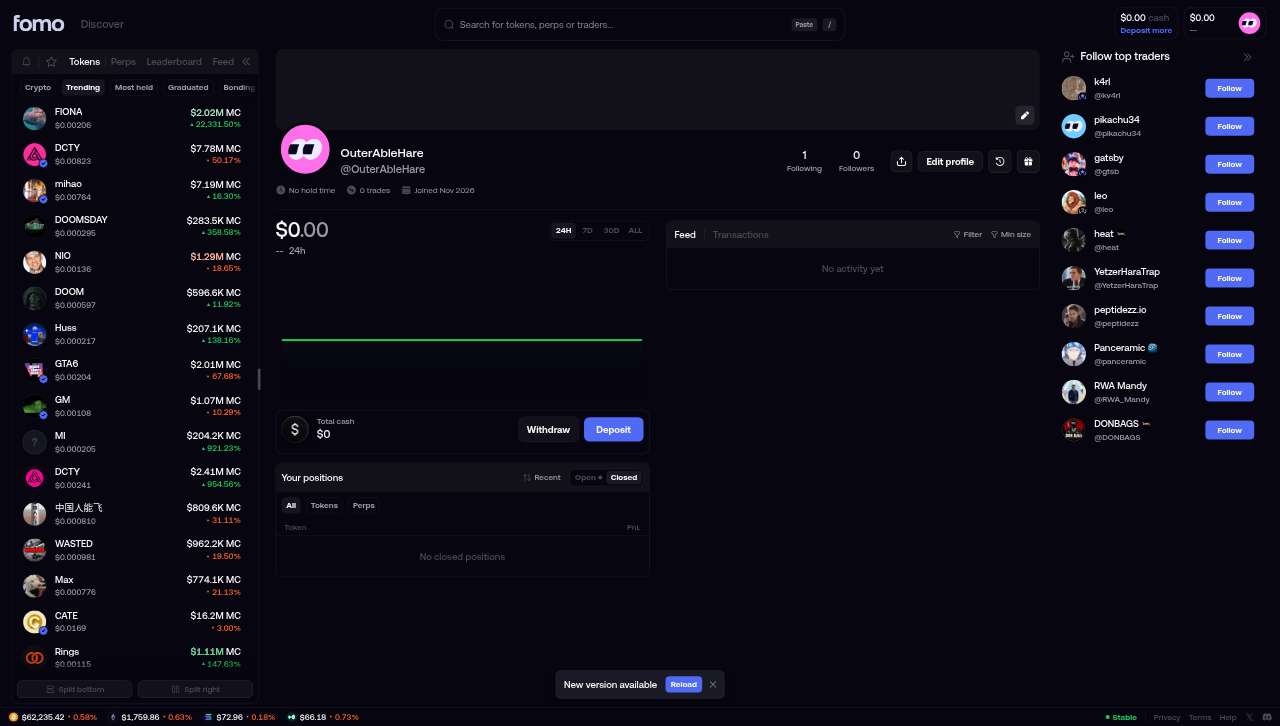 fomo
Discover
Search for tokens, perps or traders...
Paste
/
$0.00 cash
Deposit more
$0.00
—
Tokens
Perps
Leaderboard
Feed
Crypto
Trending
Most held
Graduated
Bonding
FIONA
$2.02M MC
$0.00206
22,331.50%
DCTY
$7.78M MC
$0.00823
50.17%
mihao
$7.19M MC
$0.00764
16.30%
DOOMSDAY
$283.5K MC
$0.000295
358.58%
NIO
$1.29M MC
$0.00136
18.65%
DOOM
$596.6K MC
$0.000597
11.92%
Huss
$207.1K MC
$0.000217
138.16%
GTA6
$2.01M MC
$0.00204
67.68%
GM
$1.07M MC
$0.00108
10.29%
?
MI
$204.2K MC
$0.000205
921.23%
DCTY
$2.41M MC
$0.00241
954.56%
中国人能飞
$809.6K MC
$0.000810
31.11%
WASTED
$962.2K MC
$0.000981
19.50%
Max
$774.1K MC
$0.000776
21.13%
CATE
$16.2M MC
$0.0169
3.00%
Rings
$1.11M MC
$0.00115
147.63%
Split bottom
Split right
OuterAbleHare
@OuterAbleHare
No hold time
0 trades
Joined Nov 2026
1
Following
0
Followers
Edit profile
$0.00
-- 24h
24H
7D
30D
ALL
$
Total cash
$0
Withdraw
Deposit
Your positions
Recent
Open
Closed
All
Tokens
Perps
Token
PnL
No closed positions
Feed
Transactions
Filter
Min size
No activity yet
Follow top traders
k4rl
@kv4rl
Follow
pikachu34
@pikachu34
Follow
gatsby
@gtsb
Follow
leo
@leo
Follow
heat
@heat
Follow
YetzerHaraTrap
@YetzerHaraTrap
Follow
peptidezz.io
@peptidezz
Follow
Panceramic
@panceramic
Follow
RWA Mandy
@RWA_Mandy
Follow
DONBAGS
@DONBAGS
Follow
New version available
Reload
$62,235.42
0.58%
$1,759.86
0.63%
$72.96
0.18%
$66.18
0.73%
Stable
Privacy
Terms
Help